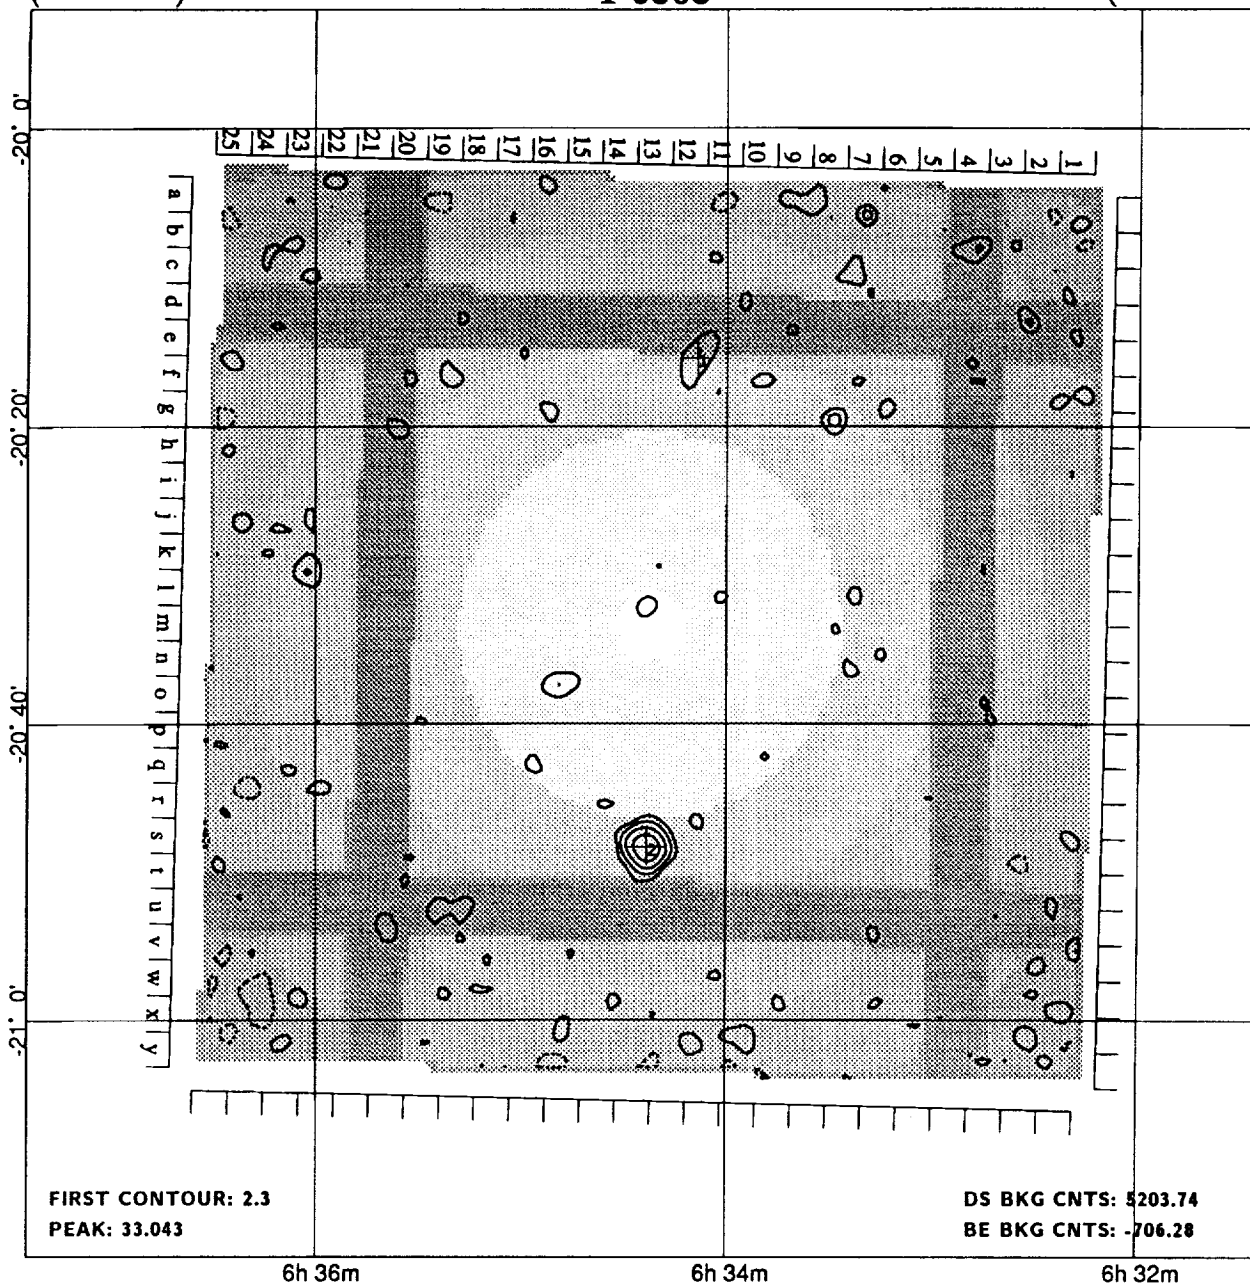 -20° 0'
25 24 23 22 21 20 19 18 17 16 15 14 13 12 11 10 9 8 7 6 5 4 3 2 1
a
b
c
d
e
f
g
h
i
j
k
l
m
n
o
p
q
r
s
t
u
v
w
x
y
-20° 20'
-20° 40'
2
-21° 0'
FIRST CONTOUR: 2.3
PEAK: 33.043
DS BKG CNTS: 5203.74
BE BKG CNTS: -706.28
6h 36m
6h 34m
6h 32m